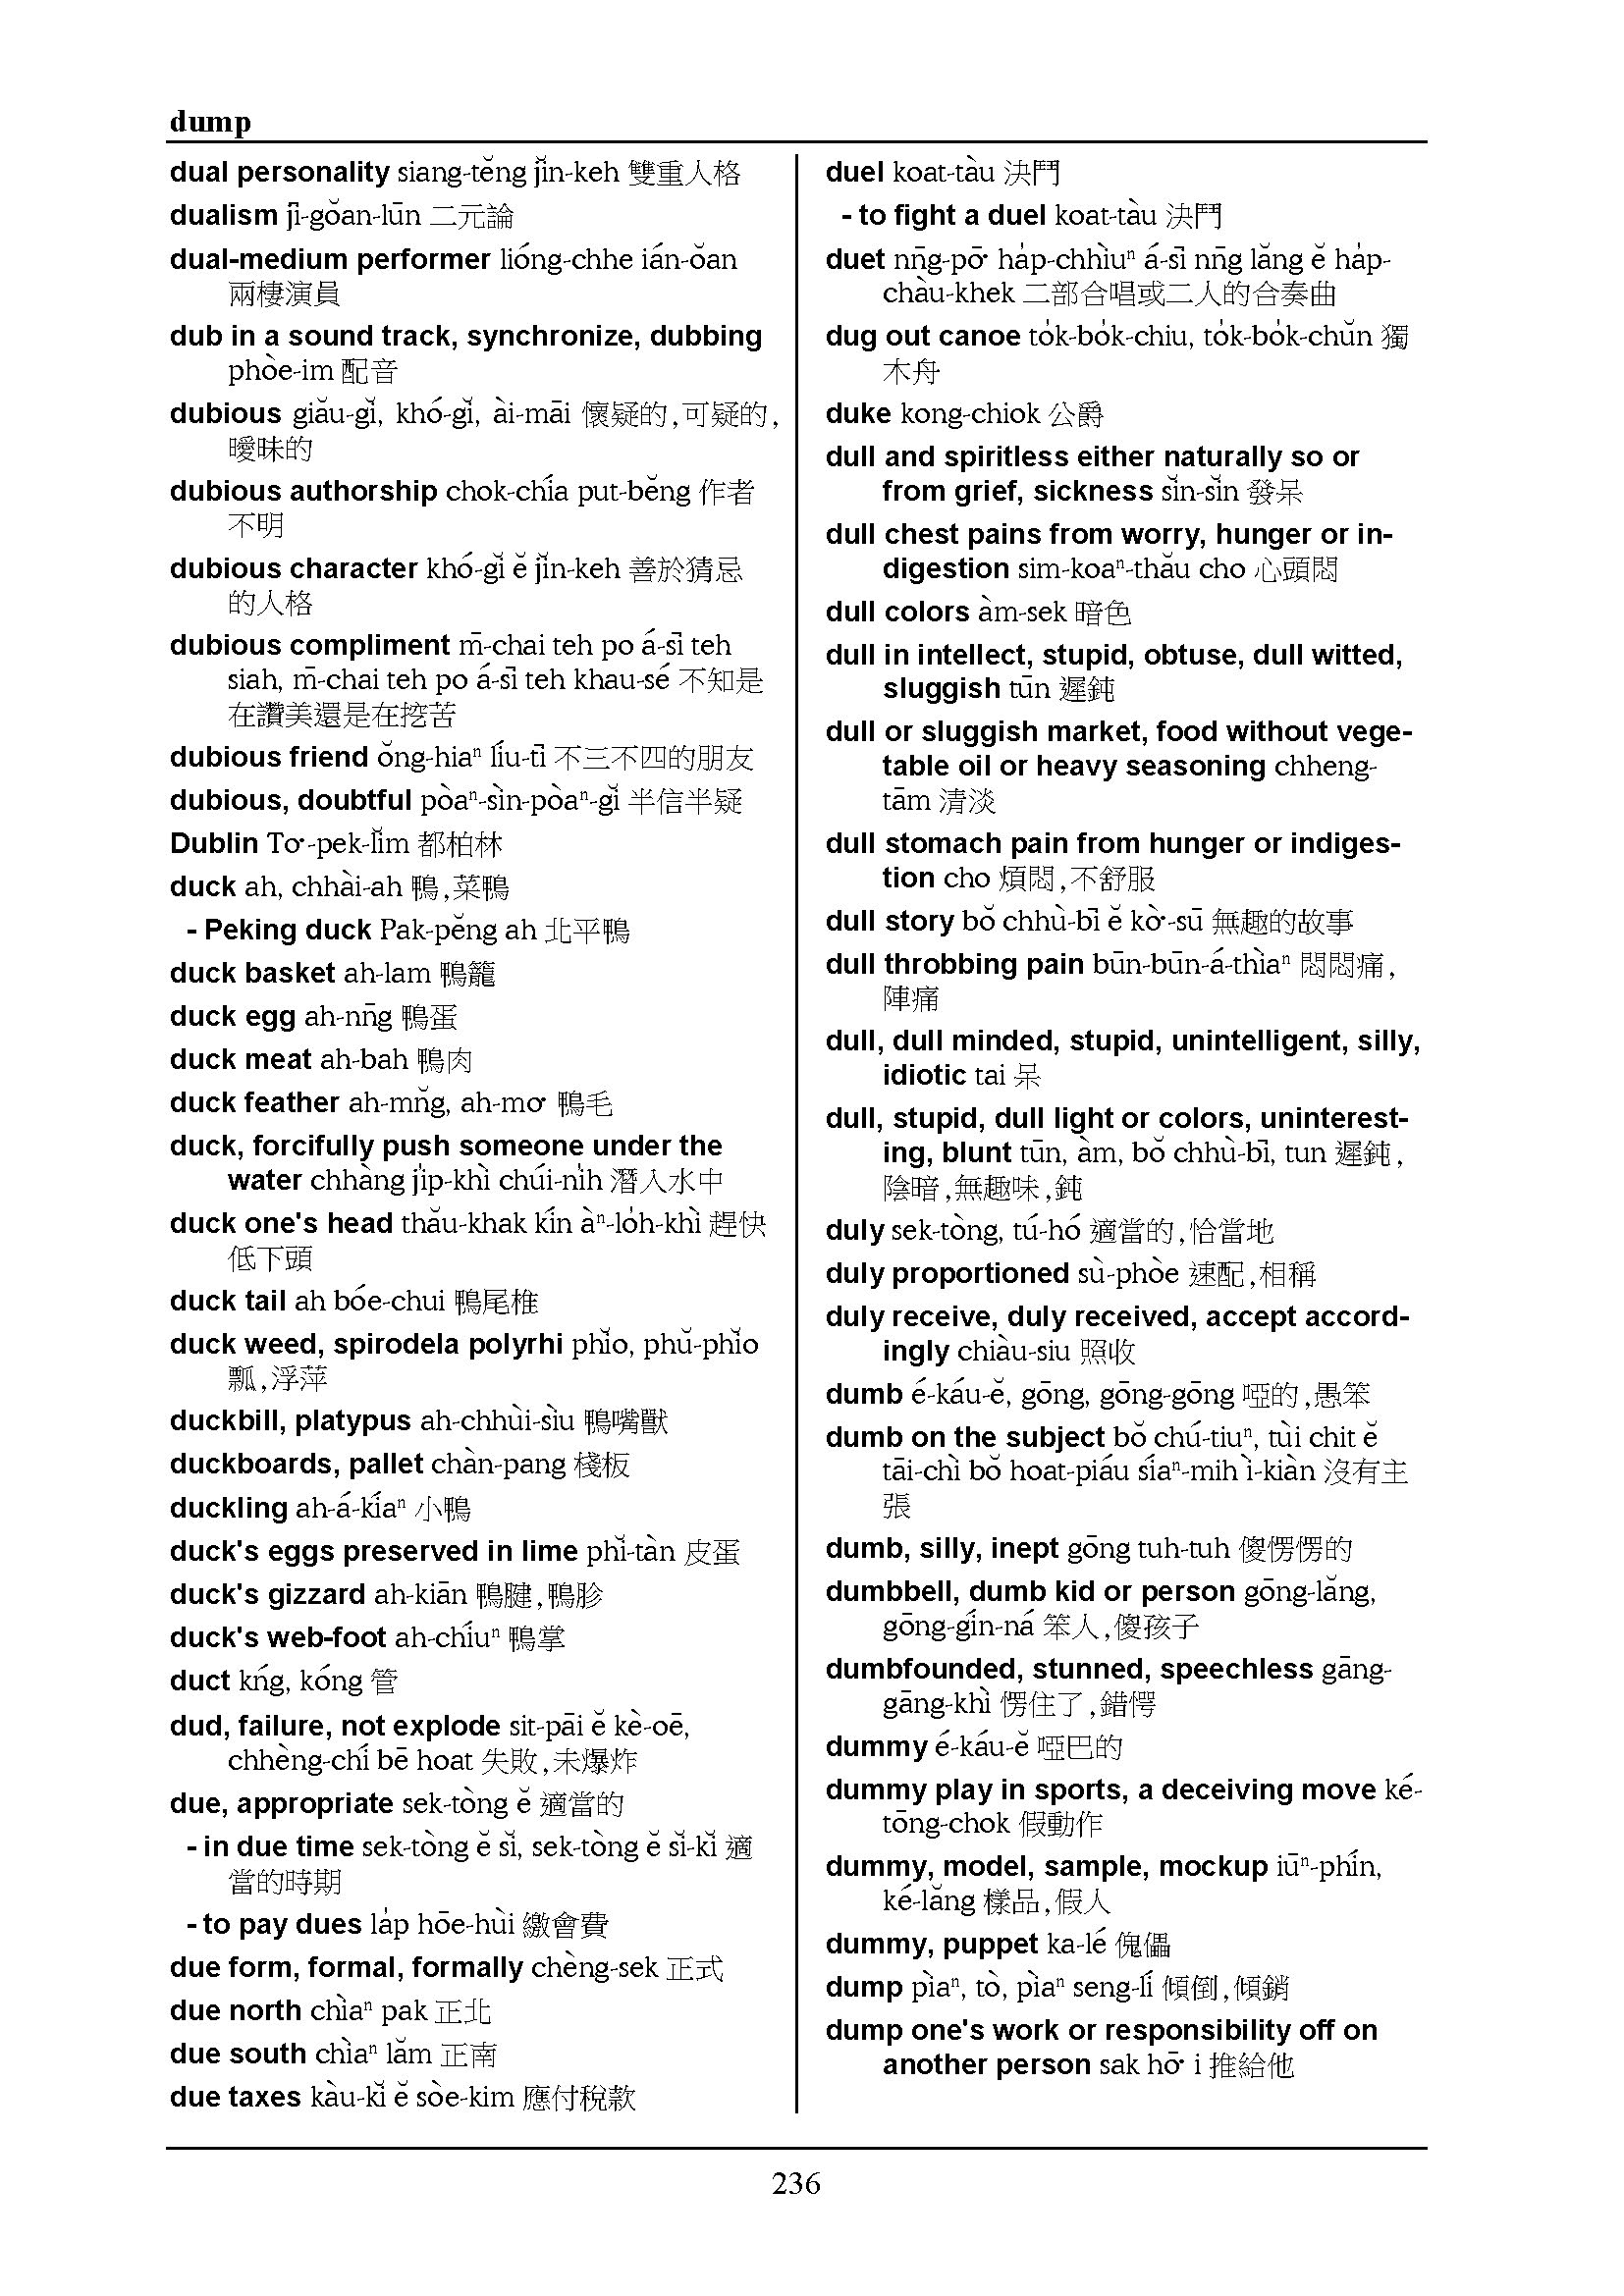 dump
dual personality siang-tĕng jĭn-keh 雙重人格
dualism jī-gŏan-lūn 二元論
dual-medium performer lióng-chhe ián-ŏan
兩棲演員
dub in a sound track, synchronize, dubbing
phòe-im 配音
dubious giău-gĭ, khó-gĭ, ài-māi 懷疑的,可疑的,
曖昧的
dubious authorship chok-chía put-bĕng 作者
不明
dubious character khó-gĭ ĕ jĭn-keh 善於猜忌
的人格
dubious compliment m̄-chai teh po á-sī teh
siah, m̄-chai teh po á-sī teh khau-sé 不知是
在讚美還是在挖苦
dubious friend ŏng-hiaⁿ líu-tī 不三不四的朋友
dubious, doubtful pòaⁿ-sìn-pòaⁿ-gĭ 半信半疑
Dublin To͘-pek-lĭm 都柏林
duck ah, chhài-ah 鴨,菜鴨
- Peking duck Pak-pĕng ah 北平鴨
duck basket ah-lam 鴨籠
duck egg ah-nn̄g 鴨蛋
duck meat ah-bah 鴨肉
duck feather ah-mn̆g, ah-mo͘ 鴨毛
duck, forcifully push someone under the
water chhàng ji̍p-khì chúi-ni̍h 潛入水中
duck one's head thău-khak kín àⁿ-lo̍h-khì 趕快
低下頭
duck tail ah bóe-chui 鴨尾椎
duck weed, spirodela polyrhi phĭo, phŭ-phĭo
瓢,浮萍
duckbill, platypus ah-chhùi-sìu 鴨嘴獸
duckboards, pallet chàn-pang 棧板
duckling ah-á-kíaⁿ 小鴨
duck's eggs preserved in lime phĭ-tàn 皮蛋
duck's gizzard ah-kiān 鴨腱,鴨胗
duck's web-foot ah-chíuⁿ 鴨掌
duct kńg, kóng 管
dud, failure, not explode sit-pāi ĕ kè-oē,
chhèng-chí bē hoat 失敗,未爆炸
due, appropriate sek-tòng ĕ 適當的
- in due time sek-tòng ĕ sĭ, sek-tòng ĕ sĭ-kĭ 適
當的時期
- to pay dues la̍p hōe-hùi 繳會費
due form, formal, formally chèng-sek 正式
due north chìaⁿ pak 正北
due south chìaⁿ lăm 正南
due taxes kàu-kĭ ĕ sòe-kim 應付稅款
duel koat-tàu 決鬥
- to fight a duel koat-tàu 決鬥
duet nn̄g-pō͘ ha̍p-chhìuⁿ á-sī nn̄g lăng ĕ ha̍p-
chàu-khek 二部合唱或二人的合奏曲
dug out canoe to̍k-bo̍k-chiu, to̍k-bo̍k-chŭn 獨
木舟
duke kong-chiok 公爵
dull and spiritless either naturally so or
from grief, sickness sĭn-sĭn 發呆
dull chest pains from worry, hunger or in-
digestion sim-koaⁿ-thău cho 心頭悶
dull colors àm-sek 暗色
dull in intellect, stupid, obtuse, dull witted,
sluggish tūn 遲鈍
dull or sluggish market, food without vege-
table oil or heavy seasoning chheng-
tām 清淡
dull stomach pain from hunger or indiges-
tion cho 煩悶,不舒服
dull story bŏ chhù-bī ĕ kò͘-sū 無趣的故事
dull throbbing pain būn-būn-á-thìaⁿ 悶悶痛,
陣痛
dull, dull minded, stupid, unintelligent, silly,
idiotic tai 呆
dull, stupid, dull light or colors, uninterest-
ing, blunt tūn, àm, bŏ chhù-bī, tun 遲鈍,
陰暗,無趣味,鈍
duly sek-tòng, tú-hó 適當的,恰當地
duly proportioned sù-phòe 速配,相稱
duly receive, duly received, accept accord-
ingly chiàu-siu 照收
dumb é-káu-ĕ, gōng, gōng-gōng 啞的,愚笨
dumb on the subject bŏ chú-tiuⁿ, tùi chit ĕ
tāi-chì bŏ hoat-piáu síaⁿ-mih ì-kiàn 沒有主
張
dumb, silly, inept gōng tuh-tuh 傻愣愣的
dumbbell, dumb kid or person gōng-lăng,
gōng-gín-ná 笨人,傻孩子
dumbfounded, stunned, speechless gāng-
gāng-khì 愣住了,錯愕
dummy é-káu-ĕ 啞巴的
dummy play in sports, a deceiving move ké-
tōng-chok 假動作
dummy, model, sample, mockup iūⁿ-phín,
ké-lăng 樣品,假人
dummy, puppet ka-lé 傀儡
dump pìaⁿ, tò, pìaⁿ seng-lí 傾倒,傾銷
dump one's work or responsibility off on
another person sak hō͘ i 推給他
236